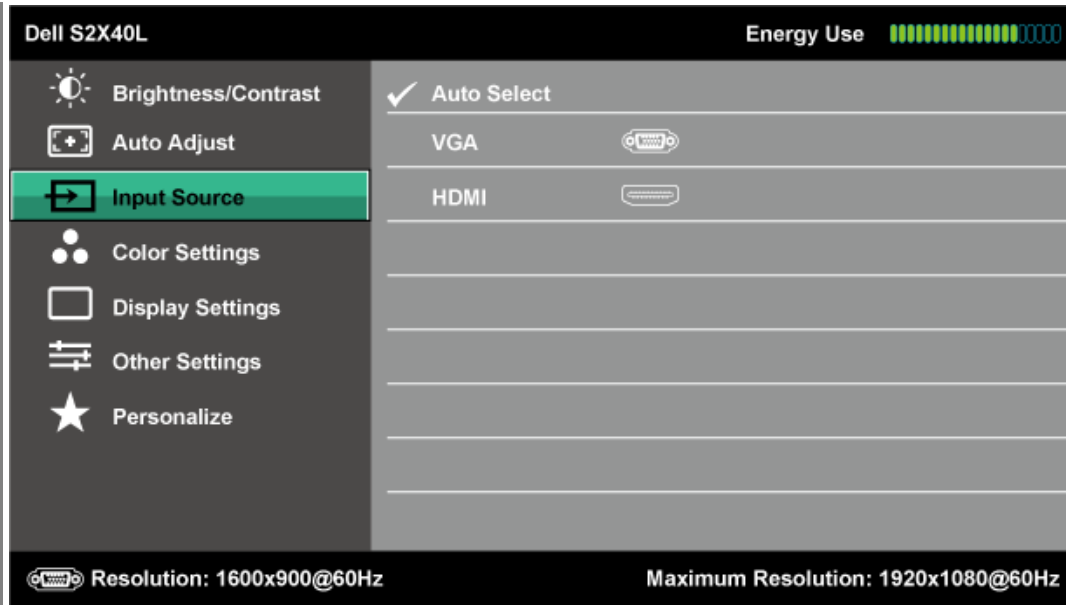 Dell S2X40L Energy Use
Brightness/Contrast Auto Select
Auto Adjust VGA
Input Source HDMI
Color Settings
Display Settings
Other Settings
Personalize
Resolution: 1600x900@60Hz Maximum Resolution: 1920x1080@60Hz